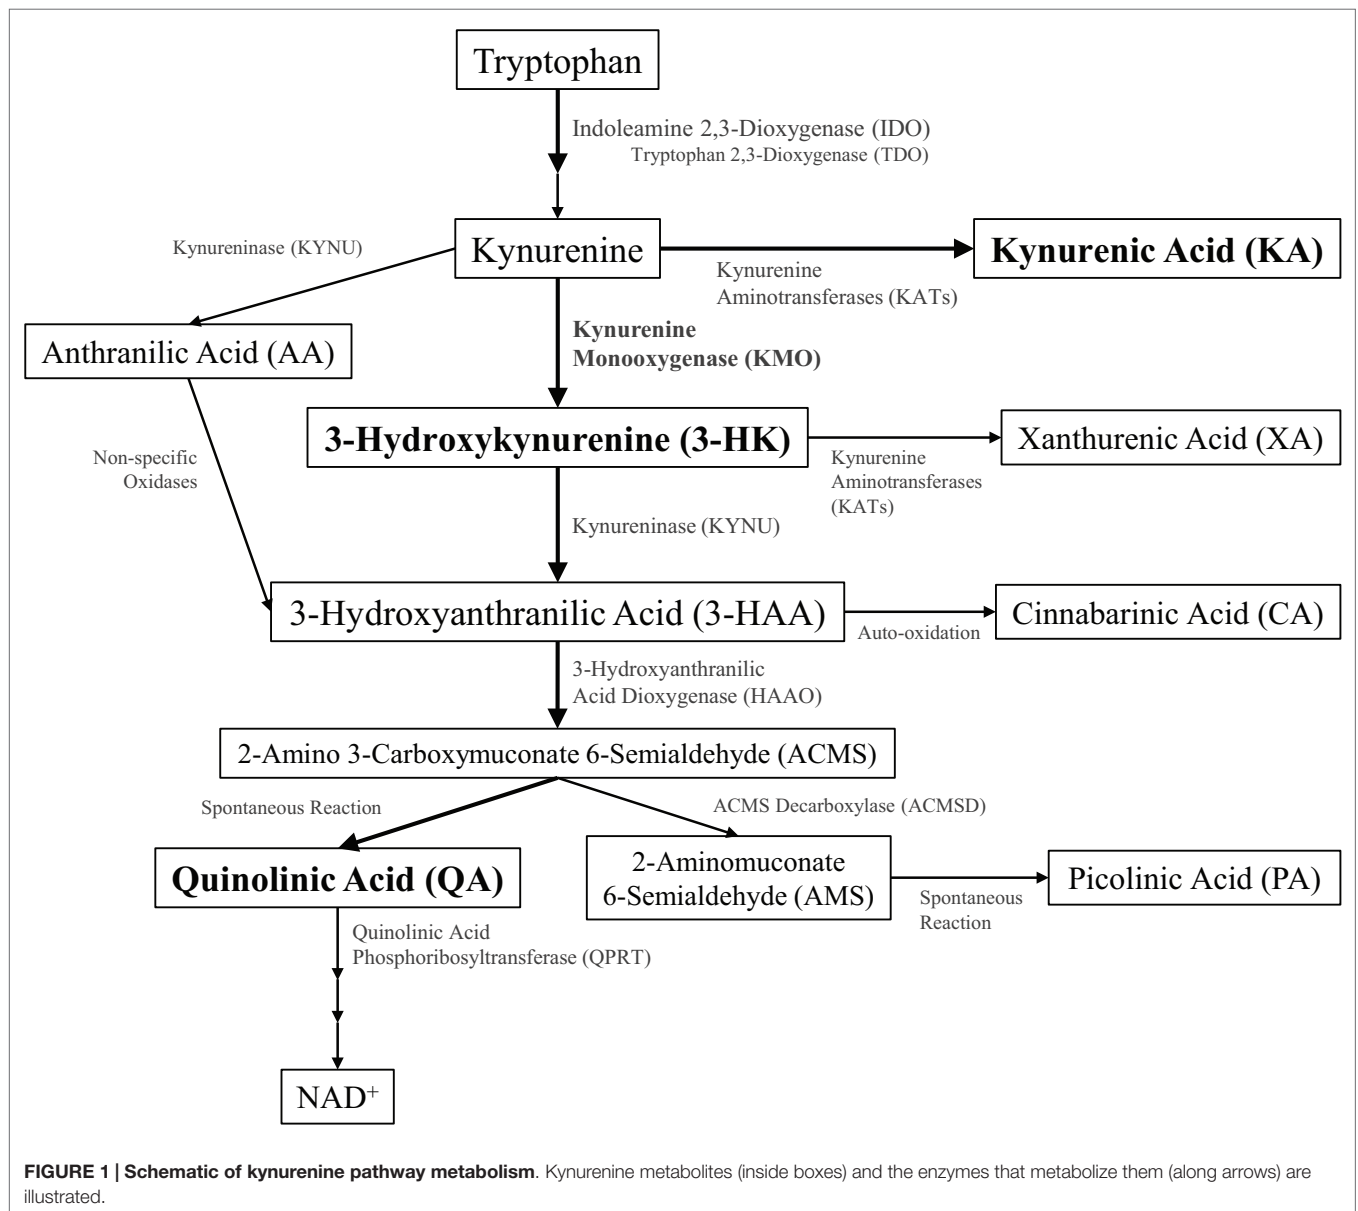 Tryptophan
Indoleamine 2,3-Dioxygenase (IDO)
Tryptophan 2,3-Dioxygenase (TDO)
Kynureninase (KYNU)
Kynurenine
Kynurenic Acid (KA)
Kynurenine
Aminotransferases (KATs)
Anthranilic Acid (AA)
Kynurenine
Monooxygenase (KMO)
3-Hydroxykynurenine (3-HK)
Xanthurenic Acid (XA)
Non-specific
Oxidases
Kynurenine
Aminotransferases
(KATs)
Kynureninase (KYNU)
3-Hydroxyanthranilic Acid (3-HAA)
Cinnabarinic Acid (CA)
Auto-oxidation
3-Hydroxyanthranilic
Acid Dioxygenase (HAAO)
2-Amino 3-Carboxymuconate 6-Semialdehyde (ACMS)
Spontaneous Reaction
ACMS Decarboxylase (ACMSD)
Quinolinic Acid (QA)
2-Aminomuconate
6-Semialdehyde (AMS)
Picolinic Acid (PA)
Spontaneous
Reaction
Quinolinic Acid
Phosphoribosyltransferase (QPRT)
NAD⁺
FIGURE 1 | Schematic of kynurenine pathway metabolism. Kynurenine metabolites (inside boxes) and the enzymes that metabolize them (along arrows) are
illustrated.